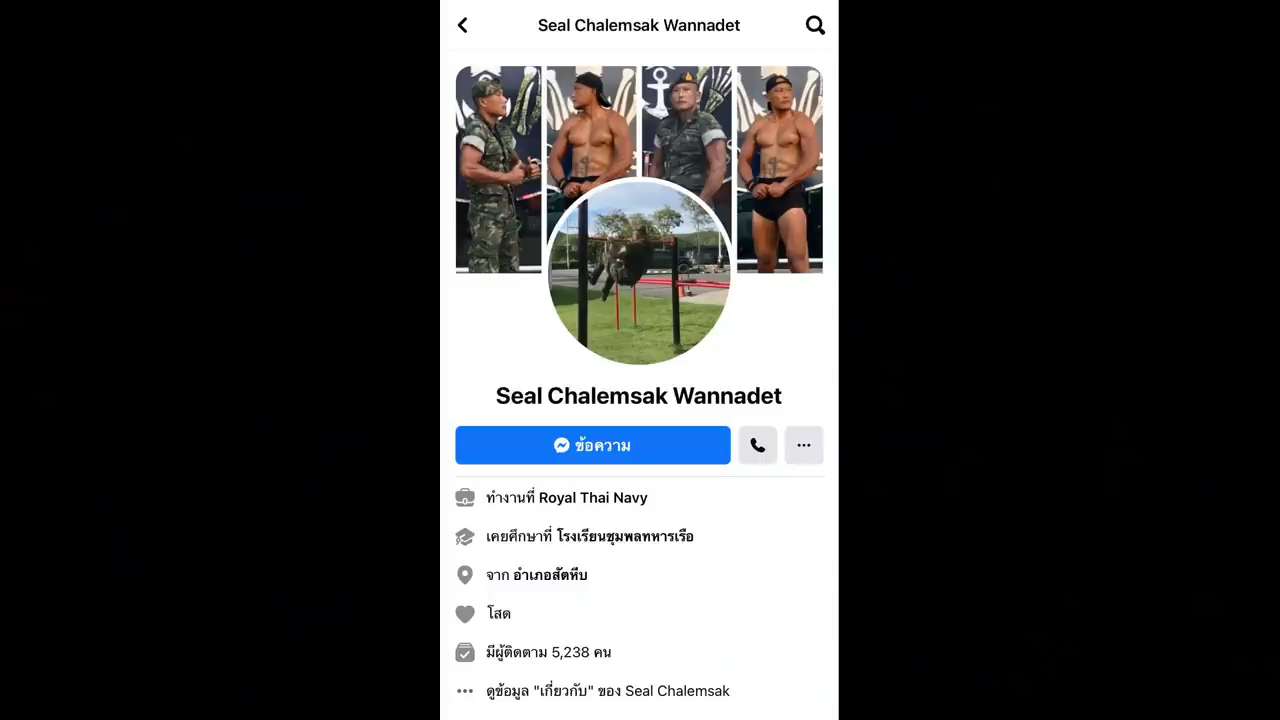 Seal Chalemsak Wannadet
Seal Chalemsak Wannadet
ข้อความ
ทำงานที่ Royal Thai Navy
เคยศึกษาที่ โรงเรียนชุมพลทหารเรือ
จาก อำเภอสัตหีบ
โสด
มีผู้ติดตาม 5,238 คน
ดูข้อมูล "เกี่ยวกับ" ของ Seal Chalemsak